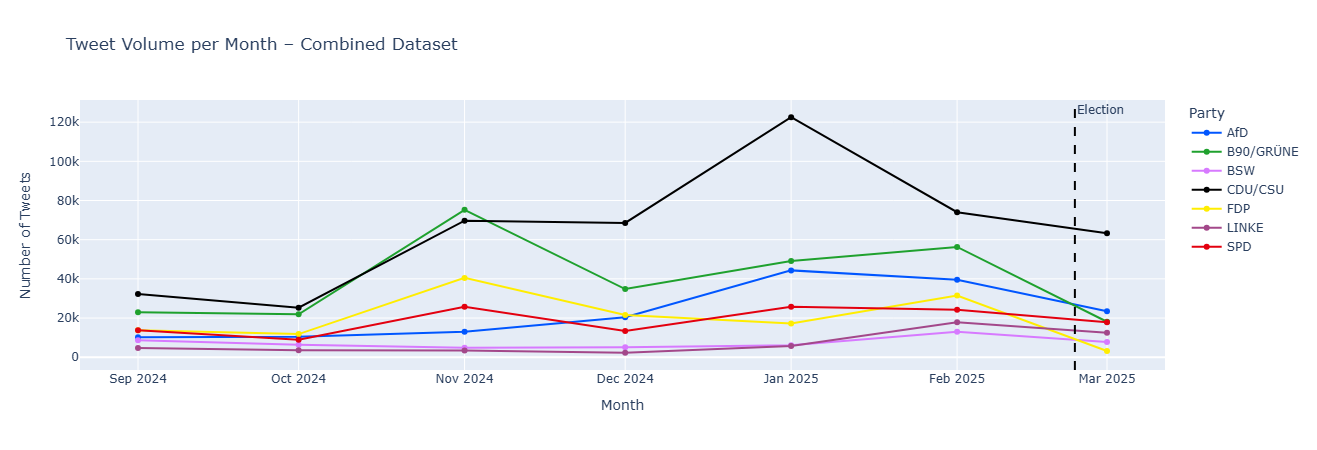 Tweet Volume per Month – Combined Dataset
Election
Party
AfD
B90/GRÜNE
BSW
CDU/CSU
FDP
LINKE
SPD
Number of Tweets
120k
100k
80k
60k
40k
20k
0
Sep 2024 Oct 2024 Nov 2024 Dec 2024 Jan 2025 Feb 2025 Mar 2025
Month